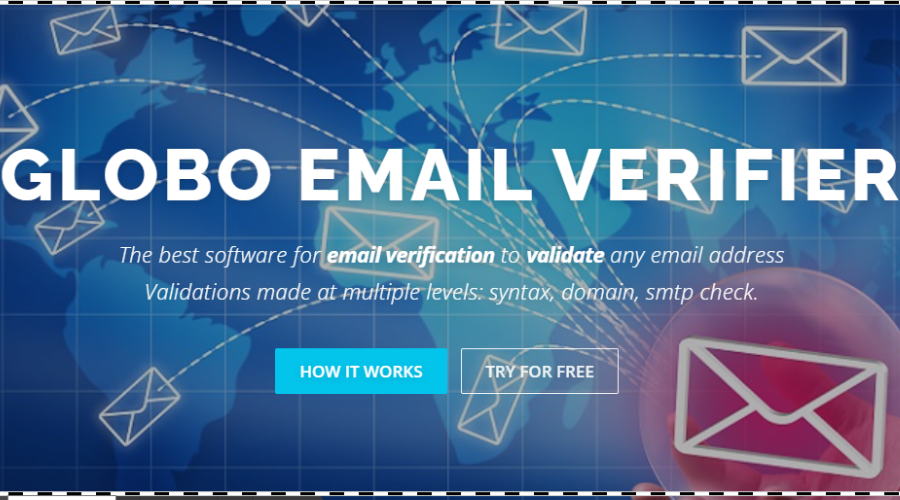 GLOBO EMAIL VERIFIER
The best software for email verification to validate any email address
Validations made at multiple levels: syntax, domain, smtp check.
HOW IT WORKS
TRY FOR FREE